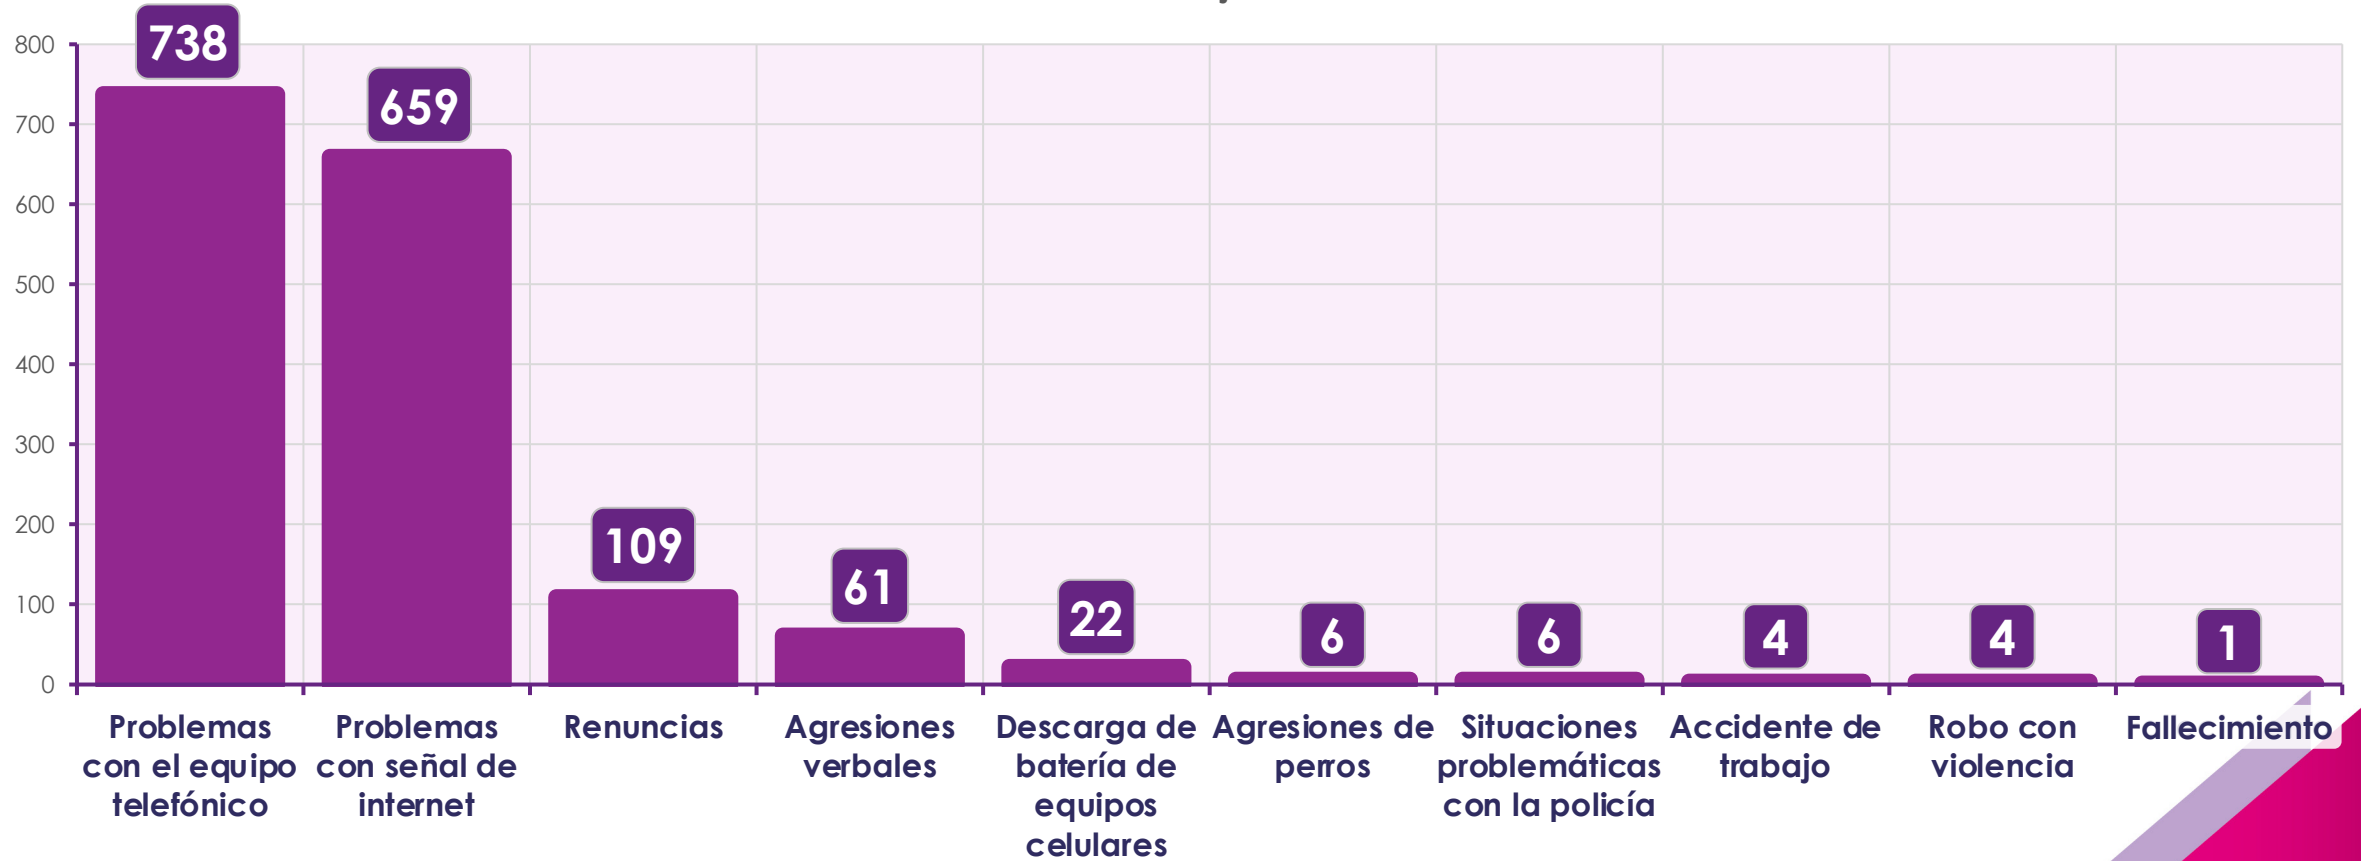 738
659
109
61
22
6
6
4
4
1
800
700
600
500
400
300
200
100
0
Problemas
con el equipo
telefónico
Problemas
con señal de
internet
Renuncias
Agresiones
verbales
Descarga de
batería de
equipos
celulares
Agresiones de
perros
Situaciones
problemáticas
con la policía
Accidente de
trabajo
Robo con
violencia
Fallecimiento